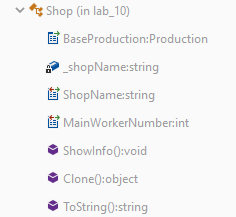 Shop (in lab_10)
BaseProduction:Production
_shopName:string
ShopName:string
MainWorkerNumber:int
ShowInfo():void
Clone():object
ToString():string